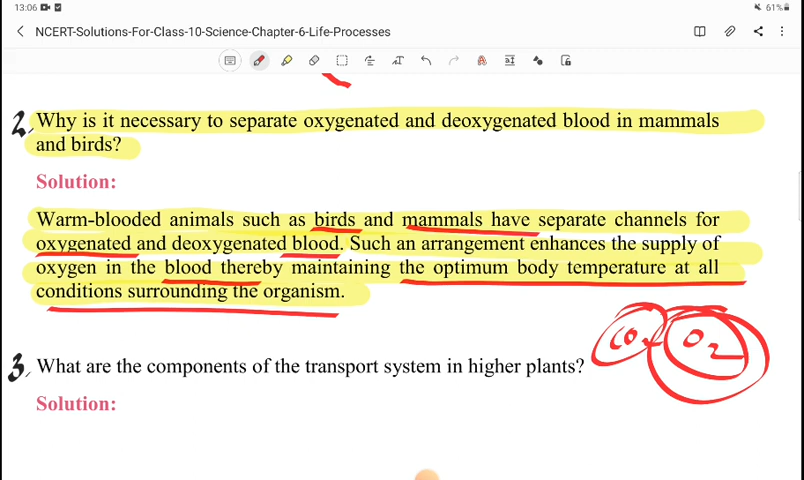 13:06
61%
NCERT-Solutions-For-Class-10-Science-Chapter-6-Life-Processes
2. Why is it necessary to separate oxygenated and deoxygenated blood in mammals
and birds?
Solution:
Warm-blooded animals such as birds and mammals have separate channels for
oxygenated and deoxygenated blood. Such an arrangement enhances the supply of
oxygen in the blood thereby maintaining the optimum body temperature at all
conditions surrounding the organism.
CO2 O2
3. What are the components of the transport system in higher plants?
Solution: